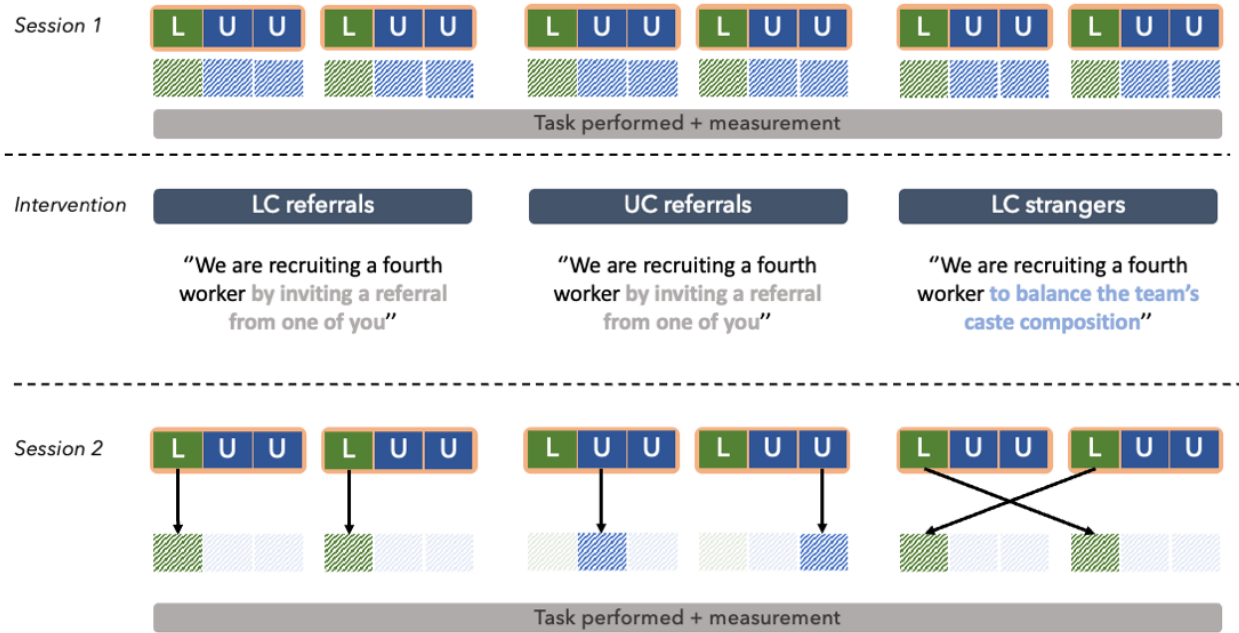 Session 1
L U U L U U L U U L U U L U U L U U
Task performed + measurement
Intervention
LC referrals
UC referrals
LC strangers
‘’We are recruiting a fourth
worker by inviting a referral
from one of you’’
‘’We are recruiting a fourth
worker by inviting a referral
from one of you’’
‘’We are recruiting a fourth
worker to balance the team’s
caste composition’’
Session 2
L U U L U U L U U L U U L U U L U U
Task performed + measurement